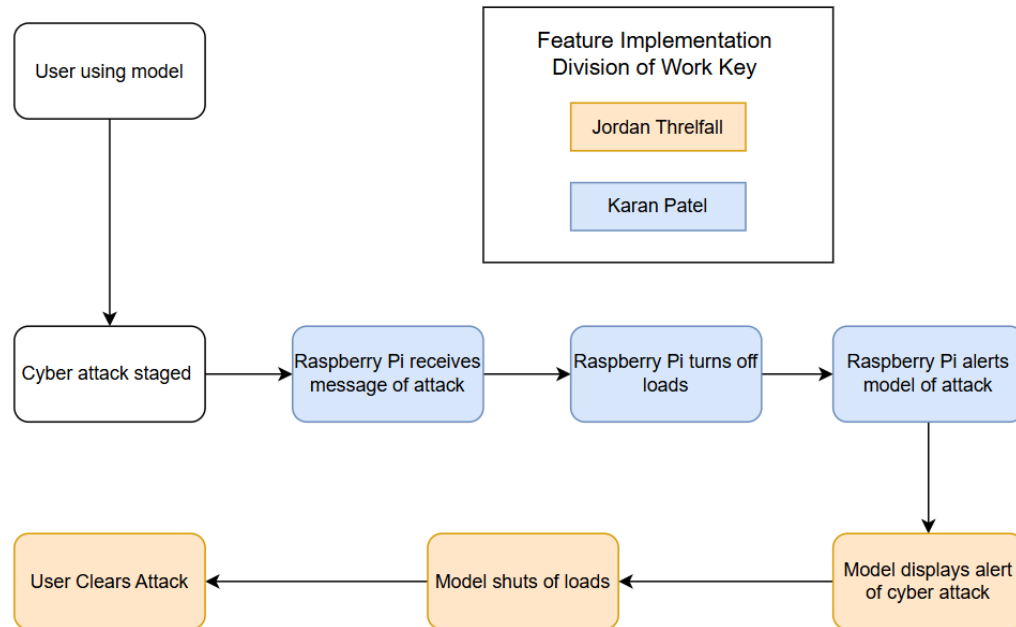 User using model
Feature Implementation
Division of Work Key
Jordan Threlfall
Karan Patel
Cyber attack staged
Raspberry Pi receives
message of attack
Raspberry Pi turns off
loads
Raspberry Pi alerts
model of attack
Model displays alert
of cyber attack
Model shuts of loads
User Clears Attack